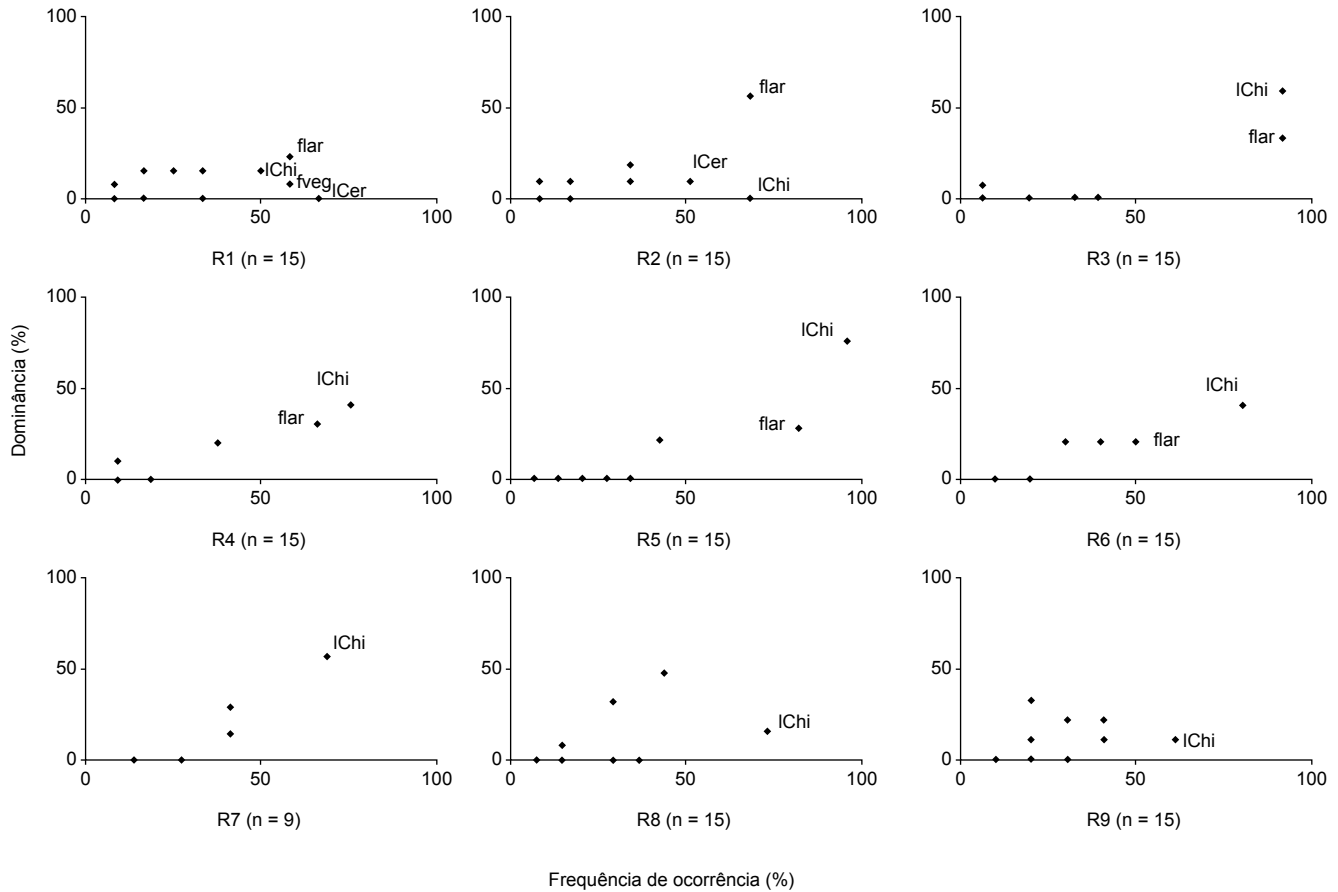 100
50
0
flar
lChi
fveg
lCer
0
50
100
R1 (n = 15)
100
50
0
flar
lCer
lChi
0
50
100
R2 (n = 15)
100
50
0
lChi
flar
0
50
100
R3 (n = 15)
Dominância (%)
100
50
0
lChi
flar
0
50
100
R4 (n = 15)
100
50
0
lChi
flar
0
50
100
R5 (n = 15)
100
50
0
lChi
flar
0
50
100
R6 (n = 15)
100
50
0
lChi
0
50
100
R7 (n = 9)
100
50
0
lChi
0
50
100
R8 (n = 15)
100
50
0
lChi
0
50
100
R9 (n = 15)
Frequência de ocorrência (%)